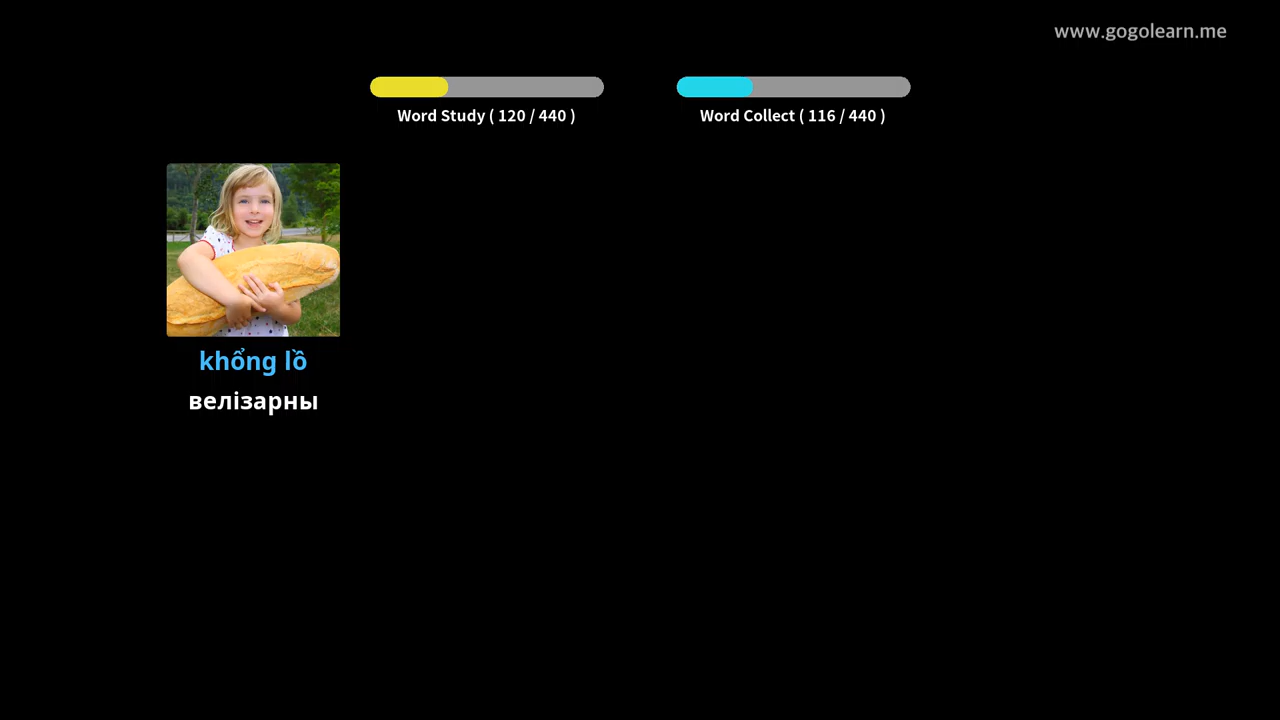 www.gogolearn.me
Word Study ( 120 / 440 )
Word Collect ( 116 / 440 )
khổng lồ
велізарны